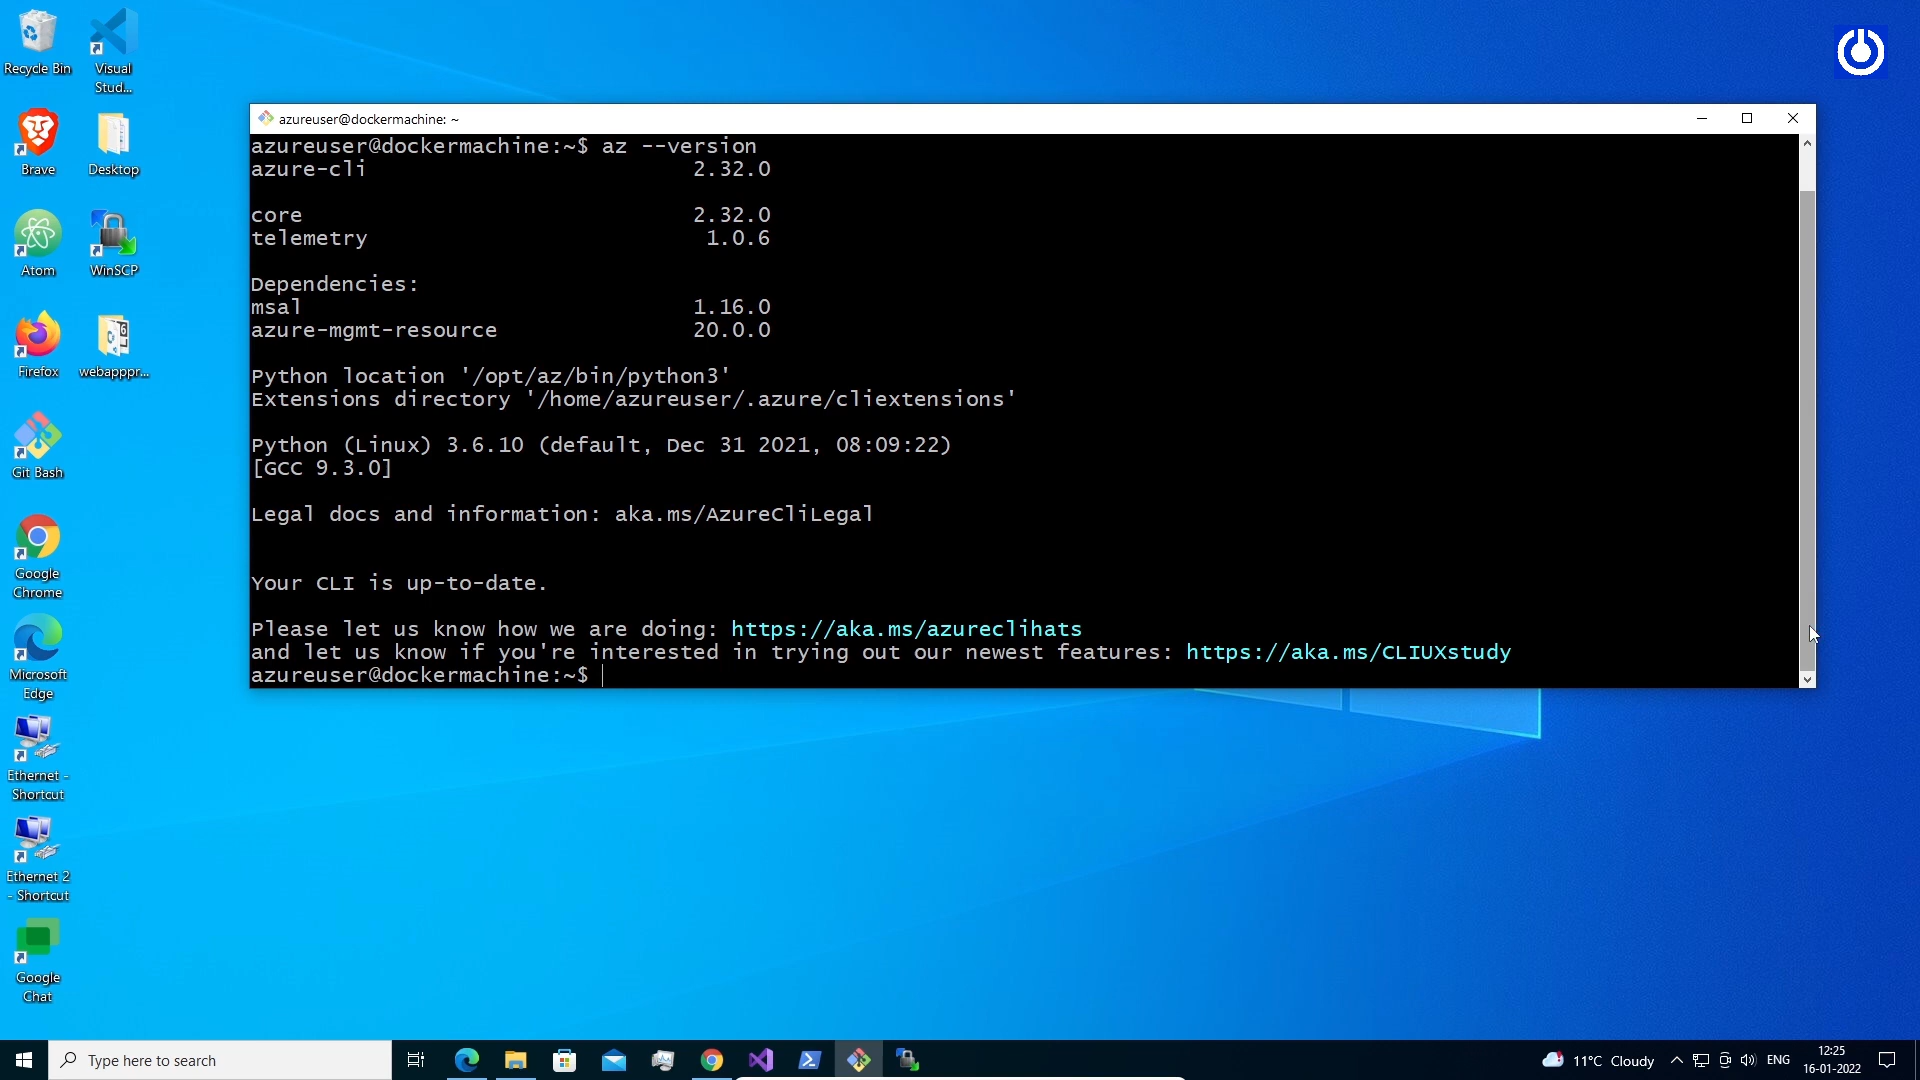 Recycle Bin
Visual
Stud...
Brave
Desktop
Atom
WinSCP
Firefox
webapppr...
Git Bash
Google
Chrome
Microsoft
Edge
Ethernet -
Shortcut
Ethernet 2
- Shortcut
Google
Chat
azureuser@dockermachine: ~
azureuser@dockermachine:~$ az --version
azure-cli 2.32.0
core 2.32.0
telemetry 1.0.6
Dependencies:
msal 1.16.0
azure-mgmt-resource 20.0.0
Python location '/opt/az/bin/python3'
Extensions directory '/home/azureuser/.azure/cliextensions'
Python (Linux) 3.6.10 (default, Dec 31 2021, 08:09:22)
[GCC 9.3.0]
Legal docs and information: aka.ms/AzureCliLegal
Your CLI is up-to-date.
Please let us know how we are doing: https://aka.ms/azureclihats
and let us know if you're interested in trying out our newest features: https://aka.ms/CLIUXstudy
azureuser@dockermachine:~$
Type here to search
11°C Cloudy
ENG
12:25
16-01-2022